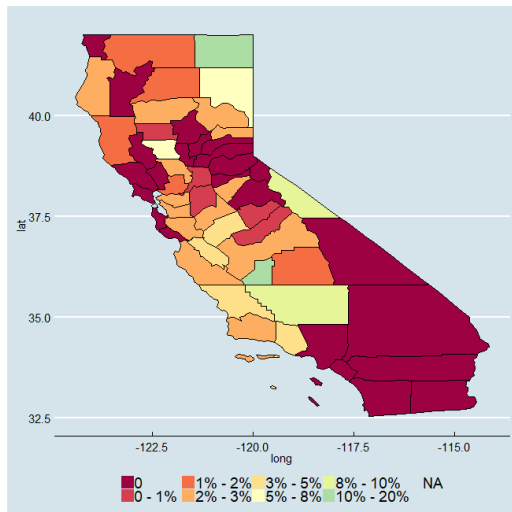 40.0
37.5
lat
35.0
32.5
-122.5 -120.0 -117.5 -115.0
long
0 1% - 2% 3% - 5% 8% - 10% NA
0 - 1% 2% - 3% 5% - 8% 10% - 20%